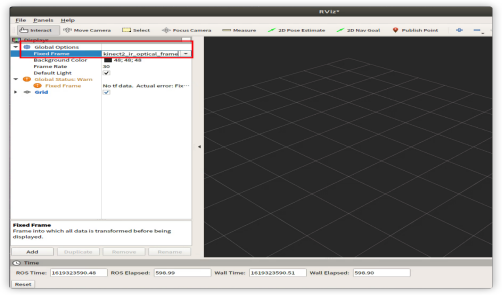 RViz*
File Panels Help
Interact Move Camera Select Focus Camera Measure 2D Pose Estimate 2D Nav Goal Publish Point
Displays
Global Options
Fixed Frame kinect2_ir_optical_frame
Background Color 48; 48; 48
Frame Rate 30
Default Light ✓
Global Status: Warn
Fixed Frame No tf data. Actual error: Fix…
Grid ✓
Fixed Frame
Frame into which all data is transformed before being
displayed.
Add Duplicate Remove Rename
Time
ROS Time: 1619323590.48 ROS Elapsed: 598.99 Wall Time: 1619323590.51 Wall Elapsed: 598.90
Reset